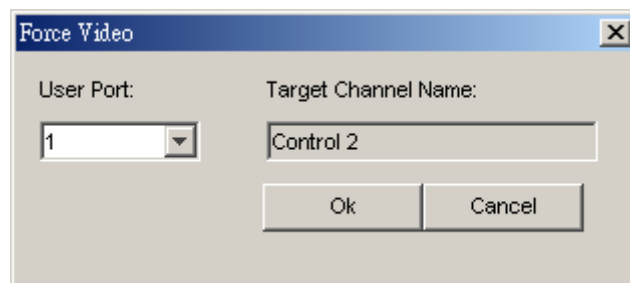 Force Video
User Port: Target Channel Name:
1 Control 2
Ok Cancel